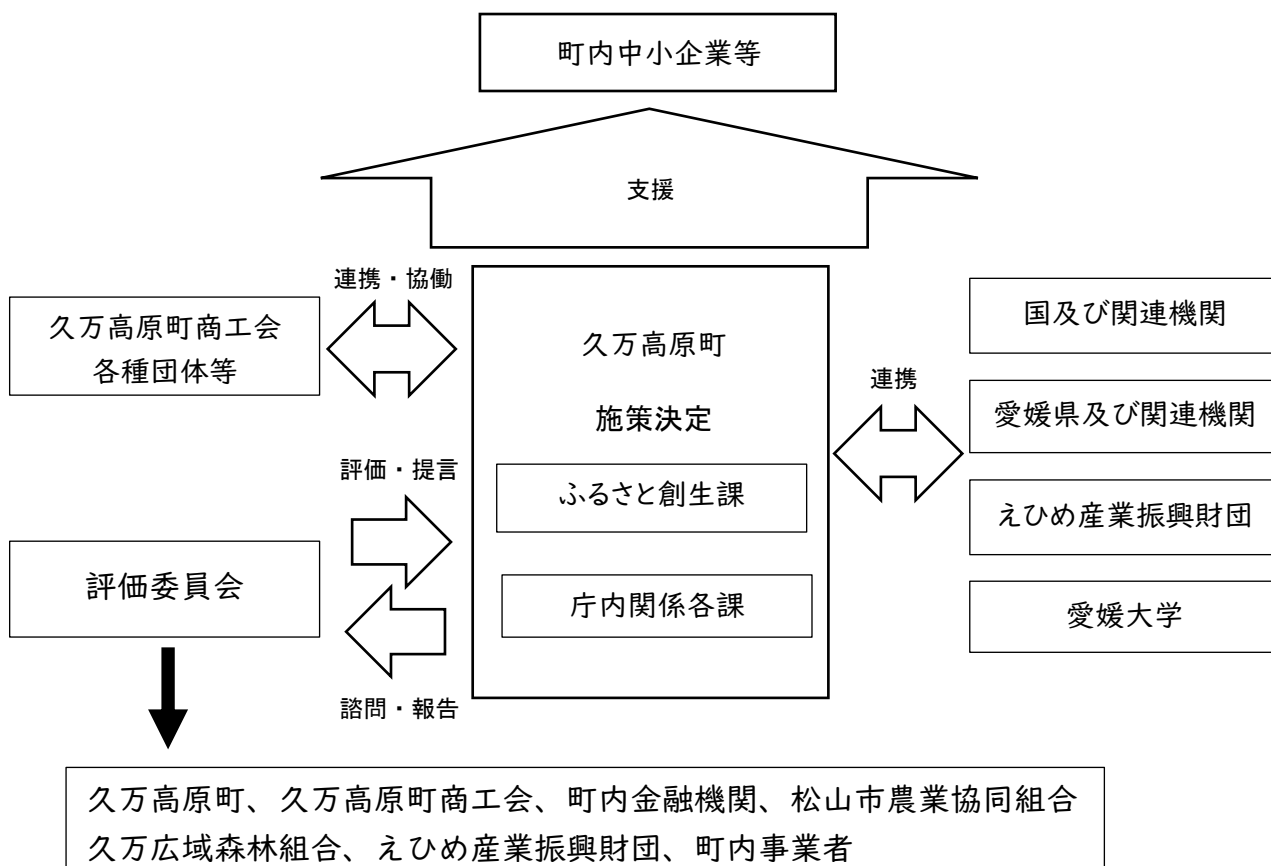 町内中小企業等
支援
連携・協働
久万高原町商工会
各種団体等
久万高原町
施策決定
ふるさと創生課
庁内関係各課
連携
国及び関連機関
愛媛県及び関連機関
えひめ産業振興財団
愛媛大学
評価・提言
評価委員会
諮問・報告
久万高原町、久万高原町商工会、町内金融機関、松山市農業協同組合
久万広域森林組合、えひめ産業振興財団、町内事業者